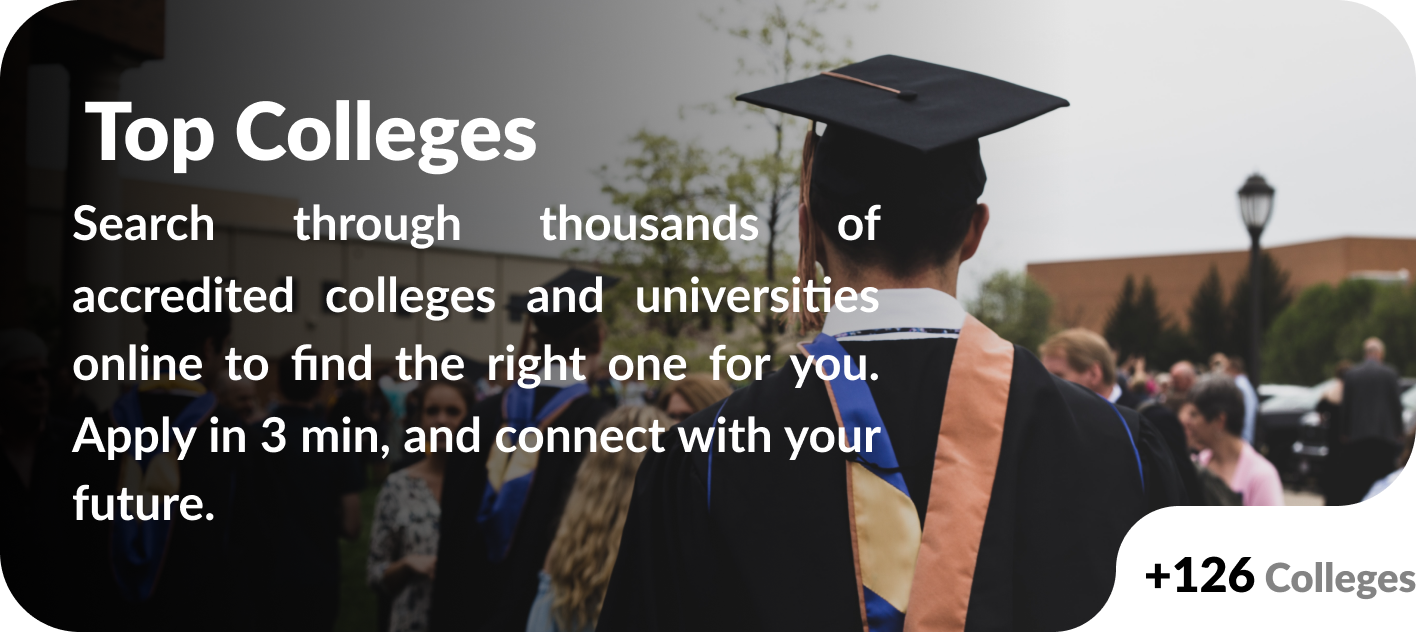 Top Colleges
Search through thousands of
accredited colleges and universities
online to find the right one for you.
Apply in 3 min, and connect with your
future.
+126 Colleges